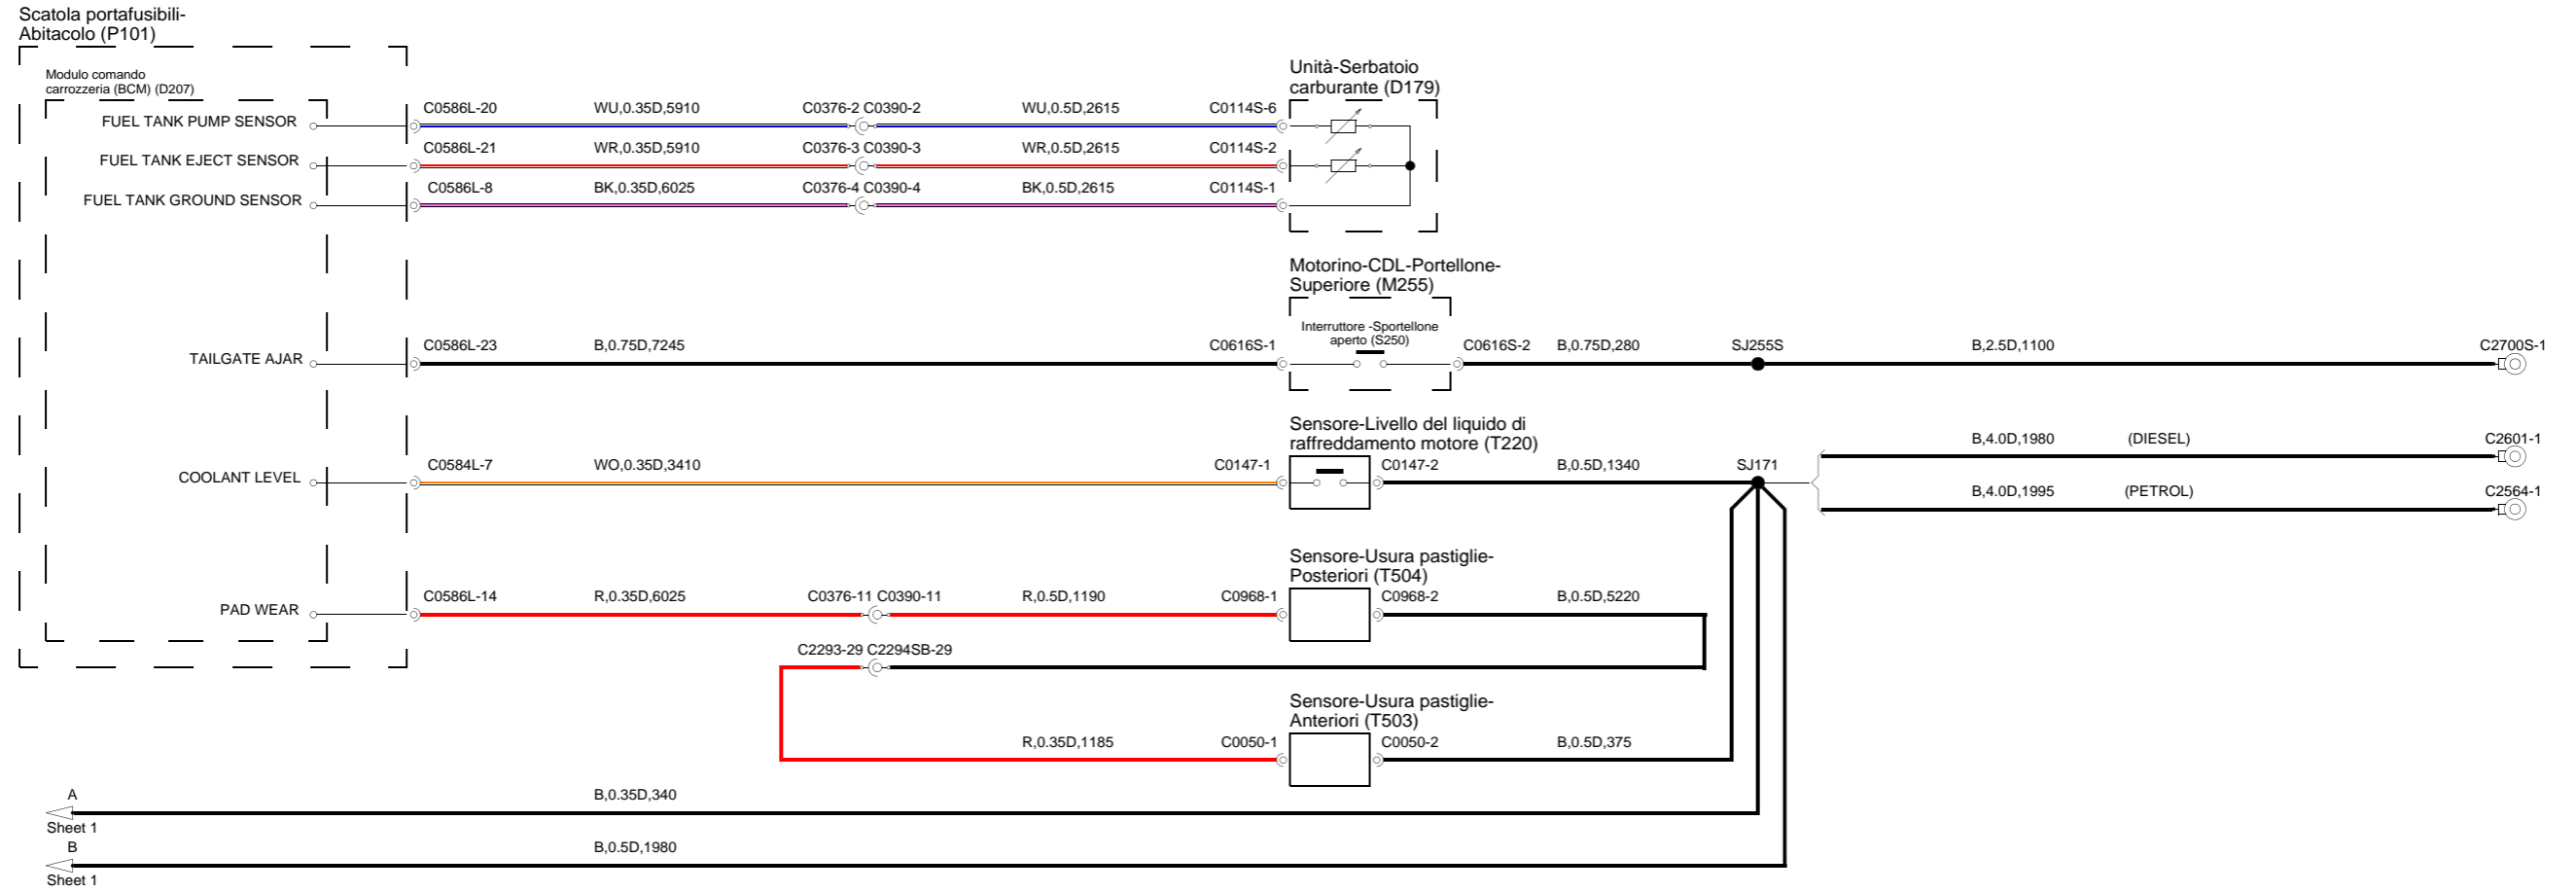 Scatola portafusibili-
Abitacolo (P101)
Modulo comando
carrozzeria (BCM) (D207)
Unità-Serbatoio
carburante (D179)
FUEL TANK PUMP SENSOR
C0586L-20
WU,0.35D,5910
C0376-2 C0390-2
WU,0.5D,2615
C0114S-6
FUEL TANK EJECT SENSOR
C0586L-21
WR,0.35D,5910
C0376-3 C0390-3
WR,0.5D,2615
C0114S-2
FUEL TANK GROUND SENSOR
C0586L-8
BK,0.35D,6025
C0376-4 C0390-4
BK,0.5D,2615
C0114S-1
Motorino-CDL-Portellone-
Superiore (M255)
Interruttore -Sportellone
aperto (S250)
TAILGATE AJAR
C0586L-23
B,0.75D,7245
C0616S-1
C0616S-2
B,0.75D,280
SJ255S
B,2.5D,1100
C2700S-1
Sensore-Livello del liquido di
raffreddamento motore (T220)
COOLANT LEVEL
C0584L-7
WO,0.35D,3410
C0147-1
C0147-2
B,0.5D,1340
SJ171
B,4.0D,1980
(DIESEL)
C2601-1
B,4.0D,1995
(PETROL)
C2564-1
Sensore-Usura pastiglie-
Posteriori (T504)
PAD WEAR
C0586L-14
R,0.35D,6025
C0376-11 C0390-11
R,0.5D,1190
C0968-1
C0968-2
B,0.5D,5220
C2293-29 C2294SB-29
Sensore-Usura pastiglie-
Anteriori (T503)
R,0.35D,1185
C0050-1
C0050-2
B,0.5D,375
A
B,0.35D,340
Sheet 1
B
B,0.5D,1980
Sheet 1